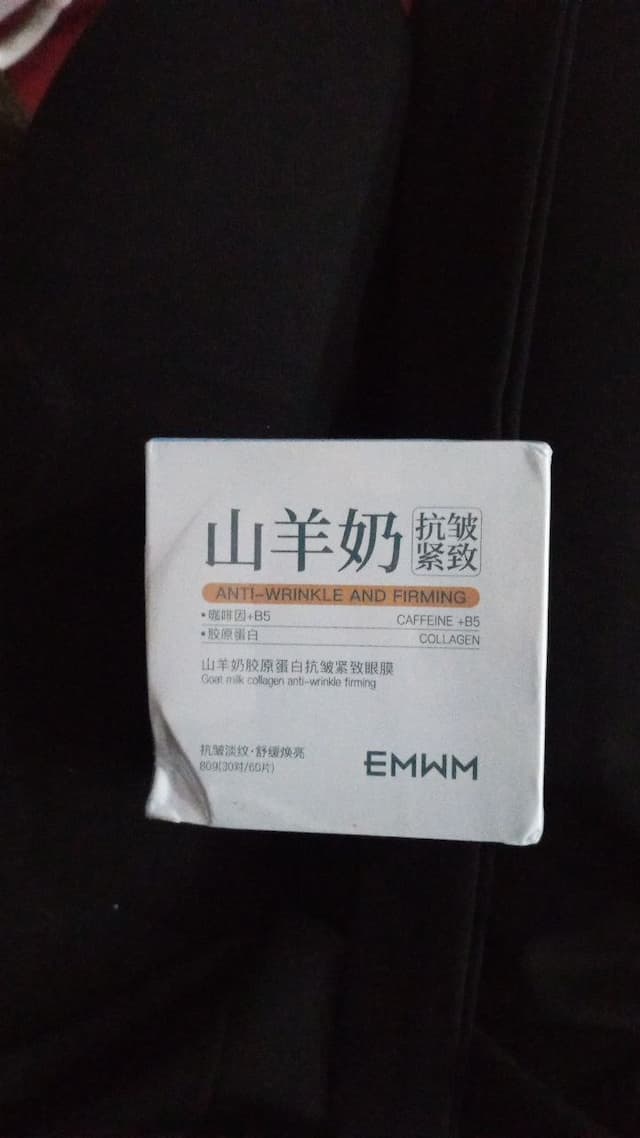 山羊奶 抗皱紧致
ANTI-WRINKLE AND FIRMING
•咖啡因+B5 CAFFEINE +B5
•胶原蛋白 COLLAGEN
山羊奶胶原蛋白抗皱紧致眼膜
Goat milk collagen anti-wrinkle firming
抗皱淡纹·舒缓焕亮
80g(30对/60片)
EMWM